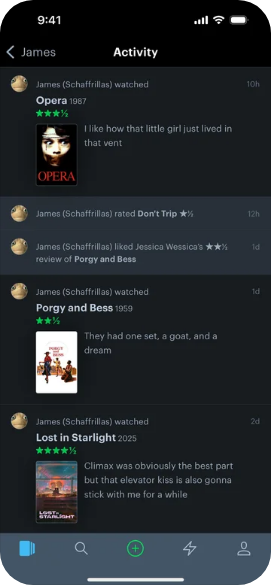 9:41
James
Activity
James (Schaffrillas) watched 10h
Opera 1987
★★★½
I like how that little girl just lived in
that vent
OPERA
James (Schaffrillas) rated Don't Trip ★½ 12h
James (Schaffrillas) liked Jessica Wessica's ★★½ 1d
review of Porgy and Bess
James (Schaffrillas) watched 1d
Porgy and Bess 1959
★★½
They had one set, a goat, and a
dream
James (Schaffrillas) watched 2d
Lost in Starlight 2025
★★★★½
Climax was obviously the best part
but that elevator kiss is also gonna
stick with me for a while
LOST IN
STARLIGHT